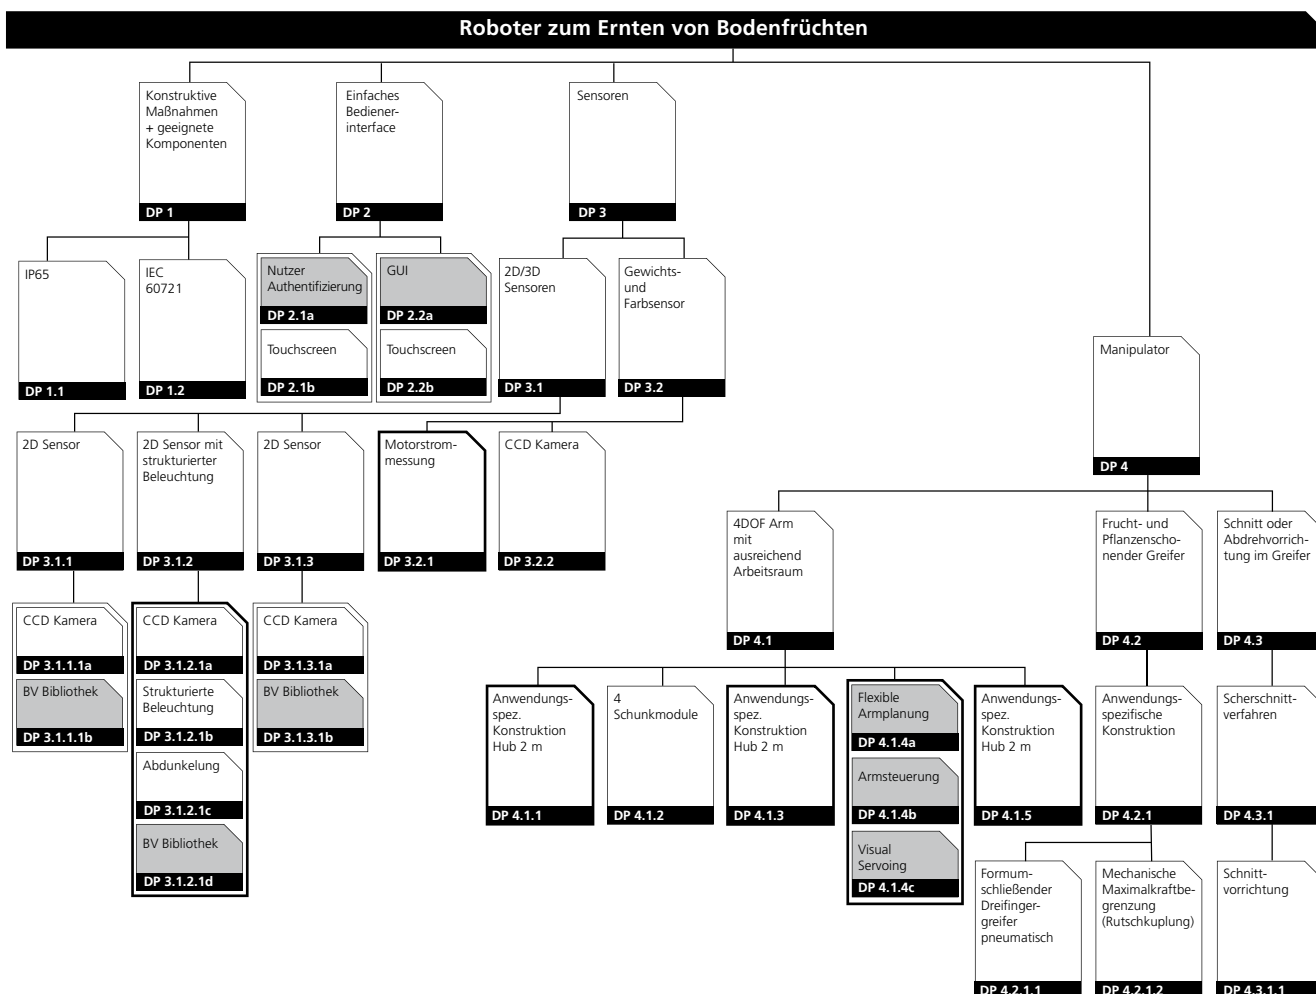 Roboter zum Ernten von Bodenfrüchten
Konstruktive
Maßnahmen
+ geeignete
Komponenten
DP 1
Einfaches
Bediener-
interface
DP 2
Sensoren
DP 3
IP65
DP 1.1
IEC
60721
DP 1.2
Nutzer
Authentifizierung
DP 2.1a
Touchscreen
DP 2.1b
GUI
DP 2.2a
Touchscreen
DP 2.2b
2D/3D
Sensoren
DP 3.1
Gewichts-
und
Farbsensor
DP 3.2
Manipulator
DP 4
2D Sensor
DP 3.1.1
2D Sensor mit
strukturierter
Beleuchtung
DP 3.1.2
2D Sensor
DP 3.1.3
Motorstrom-
messung
DP 3.2.1
CCD Kamera
DP 3.2.2
4DOF Arm
mit
ausreichend
Arbeitsraum
DP 4.1
Frucht- und
Pflanzenscho-
nender Greifer
DP 4.2
Schnitt oder
Abdrehvorrich-
tung im Greifer
DP 4.3
CCD Kamera
DP 3.1.1.1a
BV Bibliothek
DP 3.1.1.1b
CCD Kamera
DP 3.1.2.1a
Strukturierte
Beleuchtung
DP 3.1.2.1b
Abdunkelung
DP 3.1.2.1c
BV Bibliothek
DP 3.1.2.1d
CCD Kamera
DP 3.1.3.1a
BV Bibliothek
DP 3.1.3.1b
Anwendungs-
spez.
Konstruktion
Hub 2 m
DP 4.1.1
4
Schunkmodule
DP 4.1.2
Anwendungs-
spez.
Konstruktion
Hub 2 m
DP 4.1.3
Flexible
Armplanung
DP 4.1.4a
Armsteuerung
DP 4.1.4b
Visual
Servoing
DP 4.1.4c
Anwendungs-
spez.
Konstruktion
Hub 2 m
DP 4.1.5
Anwendungs-
spezifische
Konstruktion
DP 4.2.1
Scherschnitt-
verfahren
DP 4.3.1
Formum-
schließender
Dreifinger-
greifer
pneumatisch
DP 4.2.1.1
Mechanische
Maximalkraftbe-
grenzung
(Rutschkuplung)
DP 4.2.1.2
Schnitt-
vorrichtung
DP 4.3.1.1